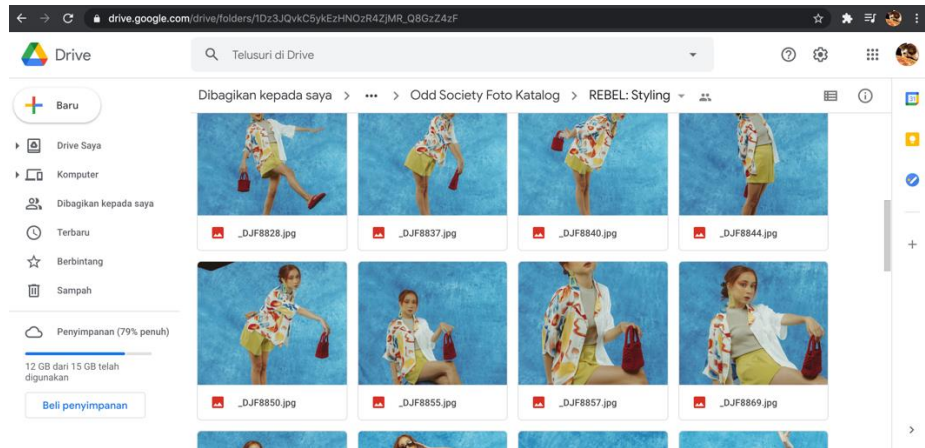 drive.google.com/drive/folders/1Dz3JQvkC5ykEzHNOzR4ZjMR_Q8GzZ4zF
Drive
Telusuri di Drive
Baru
Dibagikan kepada saya > ... > Odd Society Foto Katalog > REBEL: Styling
Drive Saya
Komputer
Dibagikan kepada saya
Terbaru
Berbintang
Sampah
Penyimpanan (79% penuh)
12 GB dari 15 GB telah
digunakan
Beli penyimpanan
_DJF8828.jpg
_DJF8837.jpg
_DJF8840.jpg
_DJF8844.jpg
_DJF8850.jpg
_DJF8855.jpg
_DJF8857.jpg
_DJF8869.jpg
31